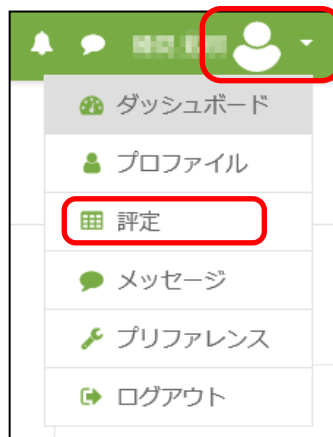 ダッシュボード
プロファイル
評定
メッセージ
プリファレンス
ログアウト